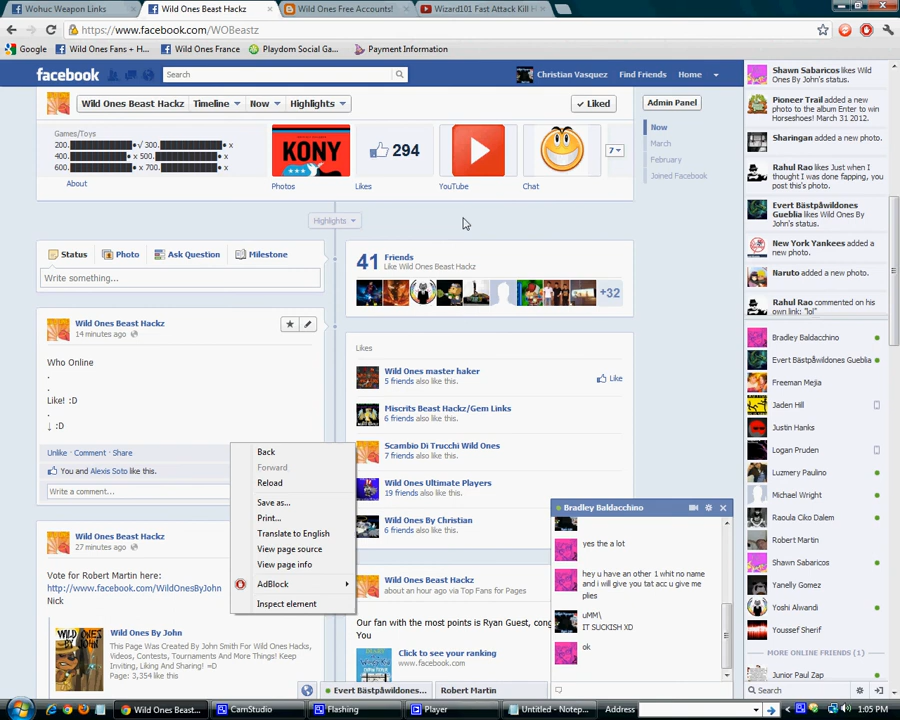 Wohuc Weapon Links
Wild Ones Beast Hackz
Wild Ones Free Accounts!
Wizard101 Fast Attack Kill H
https://www.facebook.com/WOBeastz
Google
Wild Ones Fans + H...
Wild Ones France
Playdom Social Ga...
Payment Information
facebook
Search
Christian Vasquez
Find Friends
Home
Wild Ones Beast Hackz
Timeline
Now
Highlights
Liked
Admin Panel
Games/Toys
200.
√ 300.
x
400.
x 500.
x
600.
x 700.
x
About
KONY
Photos
294
Likes
YouTube
Chat
7
Now
March
February
Joined Facebook
Highlights
Status
Photo
Ask Question
Milestone
Write something...
41
Friends
Like Wild Ones Beast Hackz
+32
Wild Ones Beast Hackz
14 minutes ago
Who Online
.
.
Like! :D
.
↓ :D
Unlike · Comment · Share
You and Alexis Soto like this.
Write a comment...
Wild Ones Beast Hackz
27 minutes ago
Vote for Robert Martin here:
http://www.facebook.com/WildOnesByJohn
Nick
WILD ONES
BY JOHN
Wild Ones By John
This Page Was Created By John Smith For Wild Ones Hacks,
Videos, Contests, Tournaments And More Things! Keep
Inviting, Liking And Sharing! =D
Page: 3,354 like this
Back
Forward
Reload
Save as...
Print...
Translate to English
View page source
View page info
AdBlock
Inspect element
Likes
Wild Ones master haker
5 friends also like this.
Like
Miscrits Beast Hackz/Gem Links
6 friends also like this.
Scambio Di Trucchi Wild Ones
7 friends also like this.
Wild Ones Ultimate Players
19 friends also like this.
Wild Ones By Christian
6 friends also like this.
Wild Ones Beast Hackz
about an hour ago via Top Fans for Pages
Our fan with the most points is Ryan Guest, cong
You
Click to see your ranking
www.facebook.com
Bradley Baldacchino
yes the a lot
hey u have an other 1 whit no name
and i will give you tat acc u give me
plies
uMM\
IT SUCKISH XD
ok
Evert Bästpåwildones...
Robert Martin
Shawn Sabaricos likes Wild
Ones By John's status.
Pioneer Trail added a new
photo to the album Enter to win
Horseshoes! March 31 2012.
Sharingan added a new photo.
Rahul Roo likes Just when I
thought I was done fapping, you
post this's photo.
Evert Bästpåwildones
Gueblia likes Wild Ones By
John's status.
New York Yankees added a
new photo.
Naruto added a new photo.
Rahul Roo commented on his
own link: "lol"
Bradley Baldacchino
Evert Bästpåwildones Gueblia
Freeman Mejia
Jaden Hill
Justin Hanks
Logan Pruden
Luzmery Paulino
Michael Wright
Raoula Ciko Dalem
Robert Martin
Shawn Sabaricos
Yanelly Gomez
Yoshi Alwandi
Youssef Sherif
MORE ONLINE FRIENDS (1)
Junior Paul Zap
Search
Wild Ones Beast...
CamStudio
Flashing
Player
Untitled - Notep...
Address
1:05 PM